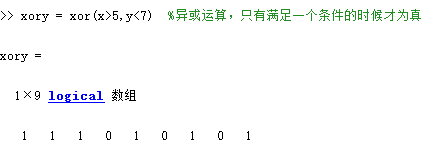 >> xory = xor(x>5,y<7)  %异或运算，只有满足一个条件的时候才为真
xory =
1×9 logical 数组
1 1 1 0 1 0 1 0 1